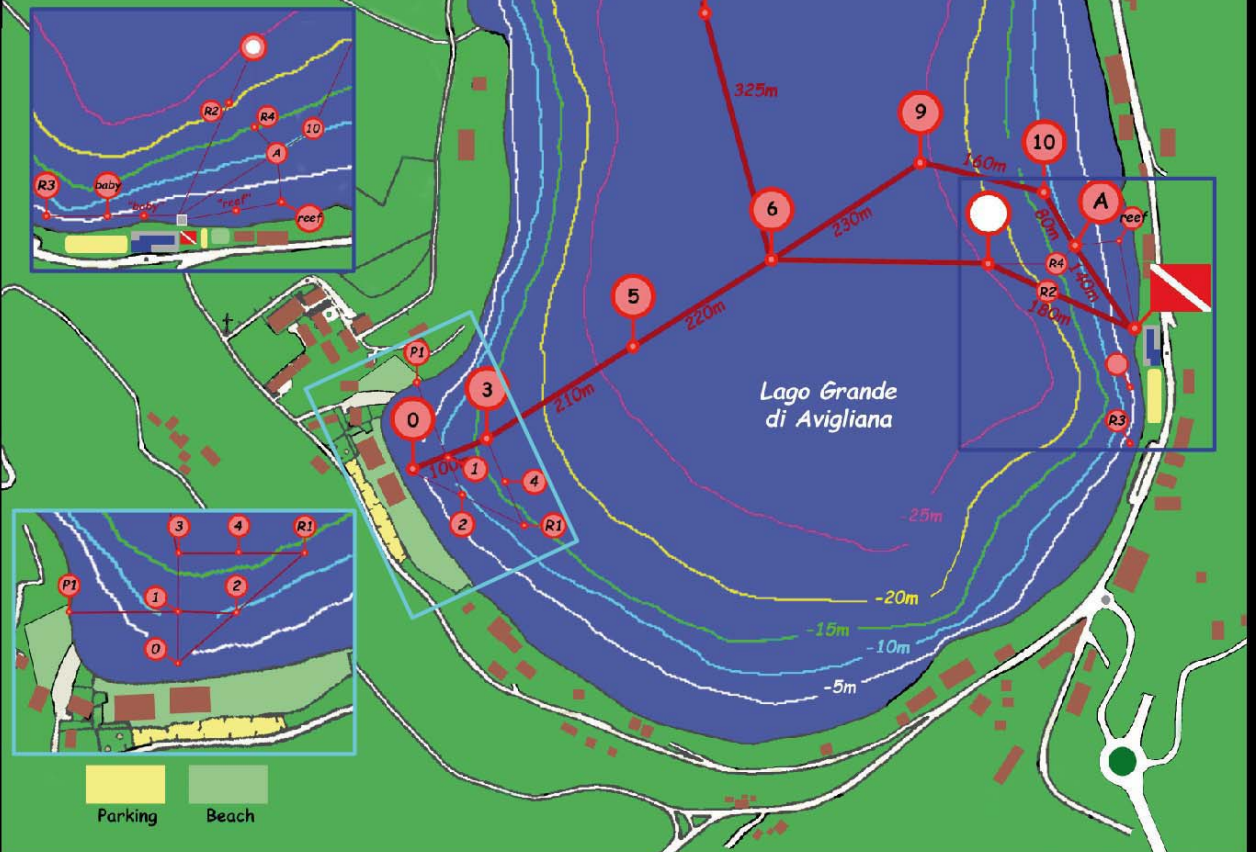 R2
R4
10
A
R3
baby
"baby"
"reef"
reef
325m
9
160m
10
6
230m
80m
A
reef
R4
140m
R2
180m
5
220m
P1
3
210m
0
100
1
4
2
R1
R3
Lago Grande
di Avigliana
-25m
-20m
-15m
-10m
-5m
3
4
R1
P1
1
2
0
Parking
Beach